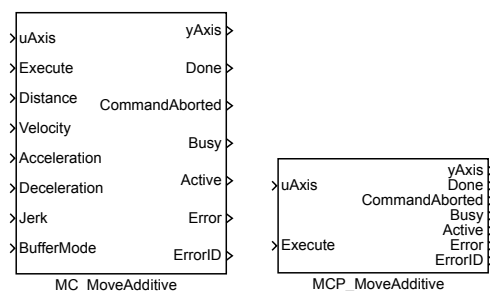 uAxis
Execute
Distance
Velocity
Acceleration
Deceleration
Jerk
BufferMode
yAxis
Done
CommandAborted
Busy
Active
Error
ErrorID
MC_MoveAdditive
uAxis
Execute
yAxis
Done
CommandAborted
Busy
Active
Error
ErrorID
MCP_MoveAdditive